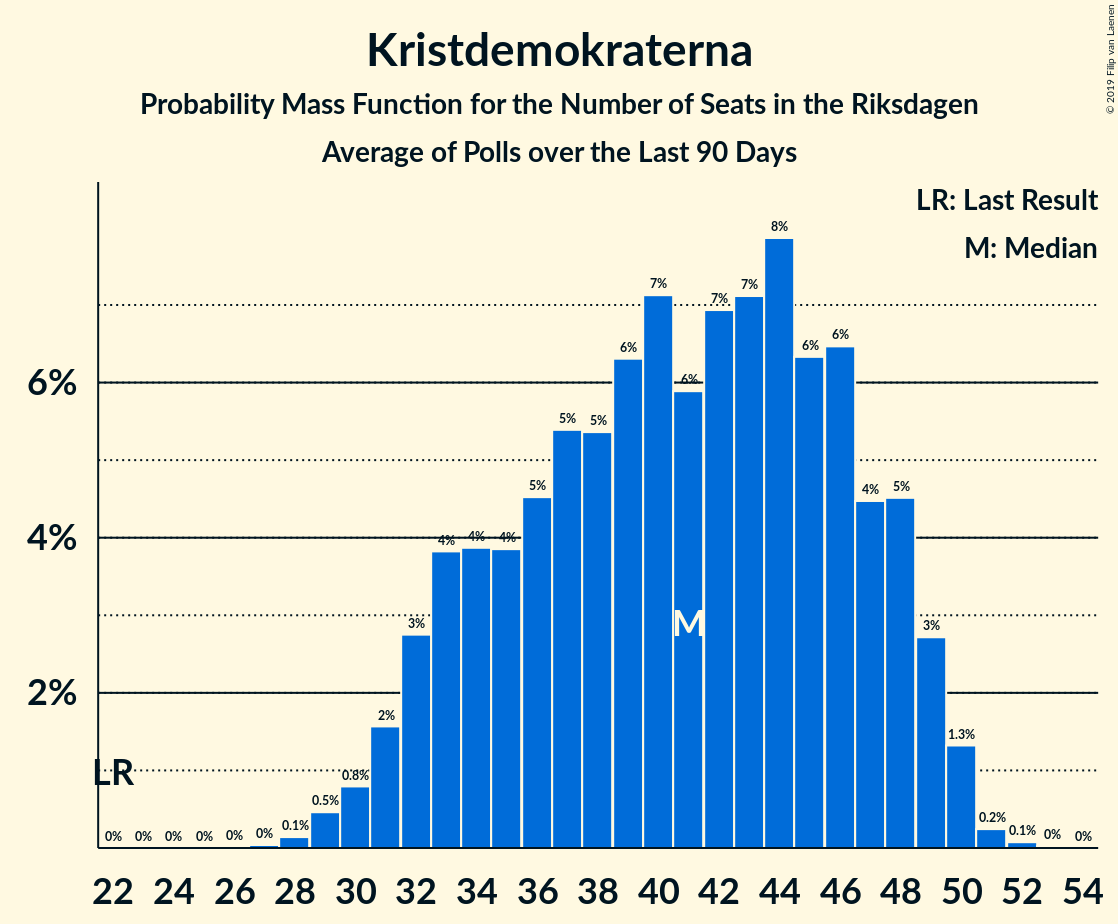 Kristdemokraterna
Probability Mass Function for the Number of Seats in the Riksdagen
Average of Polls over the Last 90 Days
© 2019 Filip van Laenen
LR: Last Result
M: Median
6%
4%
2%
LR
M
0% 0% 0% 0% 0% 0% 0.1% 0.5% 0.8% 2% 3% 4% 4% 4% 5% 5% 5% 6% 7% 6% 7% 7% 8% 6% 6% 4% 5% 3% 1.3% 0.2% 0.1% 0% 0%
22 24 26 28 30 32 34 36 38 40 42 44 46 48 50 52 54